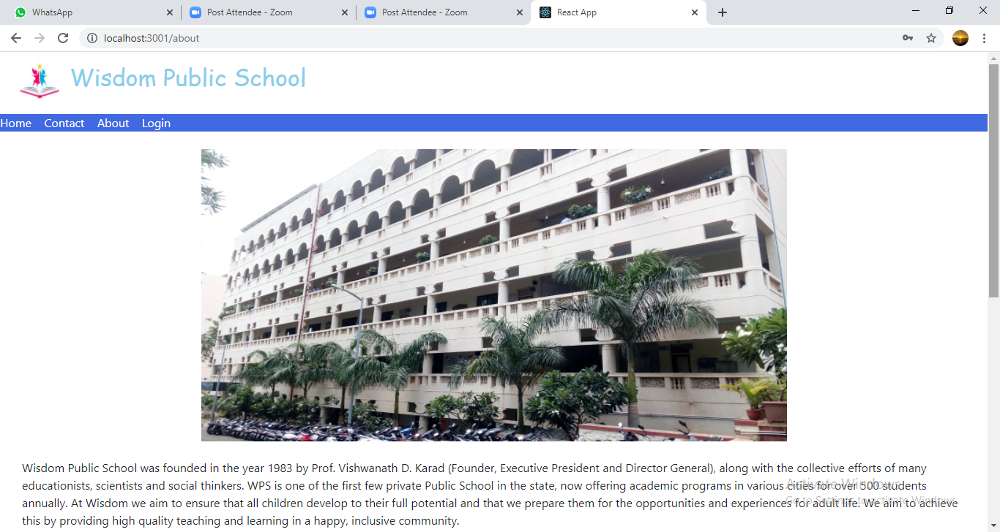 WhatsApp
Post Attendee - Zoom
Post Attendee - Zoom
React App
localhost:3001/about
Wisdom Public School
Home Contact About Login
Wisdom Public School was founded in the year 1983 by Prof. Vishwanath D. Karad (Founder, Executive President and Director General), along with the collective efforts of many
educationists, scientists and social thinkers. WPS is one of the first few private Public School in the state, now offering academic programs in various cities for over 500 students
annually. At Wisdom we aim to ensure that all children develop to their full potential and that we prepare them for the opportunities and experiences for adult life. We aim to achieve
this by providing high quality teaching and learning in a happy, inclusive community.
Activate Windows
Go to Settings to activate Windows.